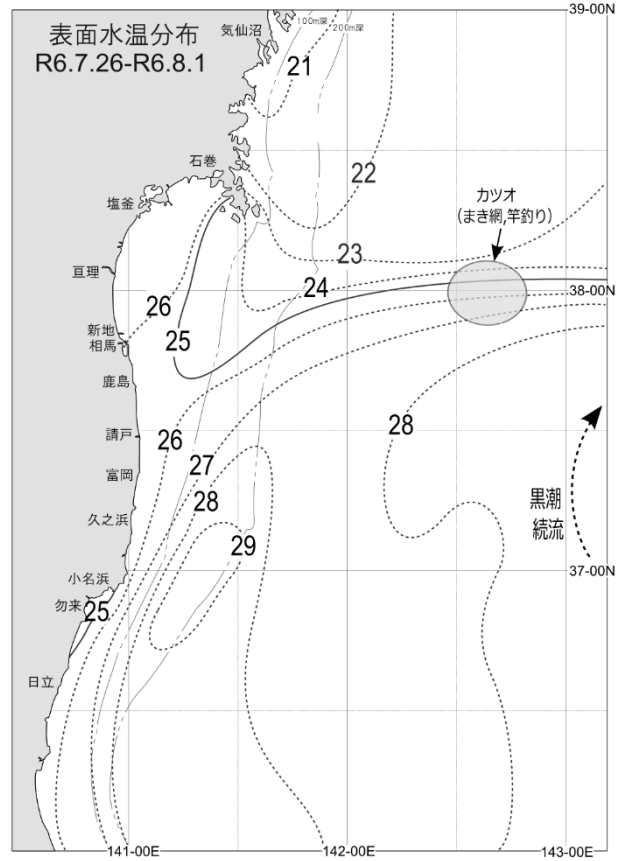 39-00N
表面水温分布
R6.7.26-R6.8.1
気仙沼
100m深
200m深
21
石巻
22
塩釜
カツオ
(まき網,竿釣り)
23
亘理
24
38-00N
26
新地
相馬
25
鹿島
28
請戸
26
富岡
27
28
黒潮
続流
久之浜
29
37-00N
小名浜
勿来
25
日立
141-00E
142-00E
143-00E